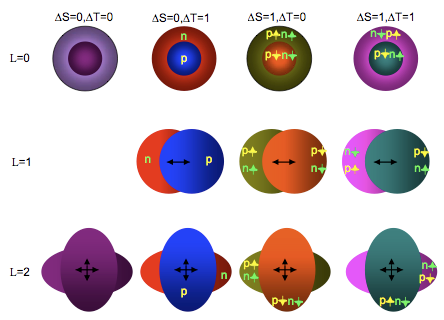 ΔS=0,ΔT=0 ΔS=0,ΔT=1 ΔS=1,ΔT=0 ΔS=1,ΔT=1
n p n n p
L=0 p p n p n
p p n p
L=1 n p
n n p n
p n
L=2 n n p
p p n p n